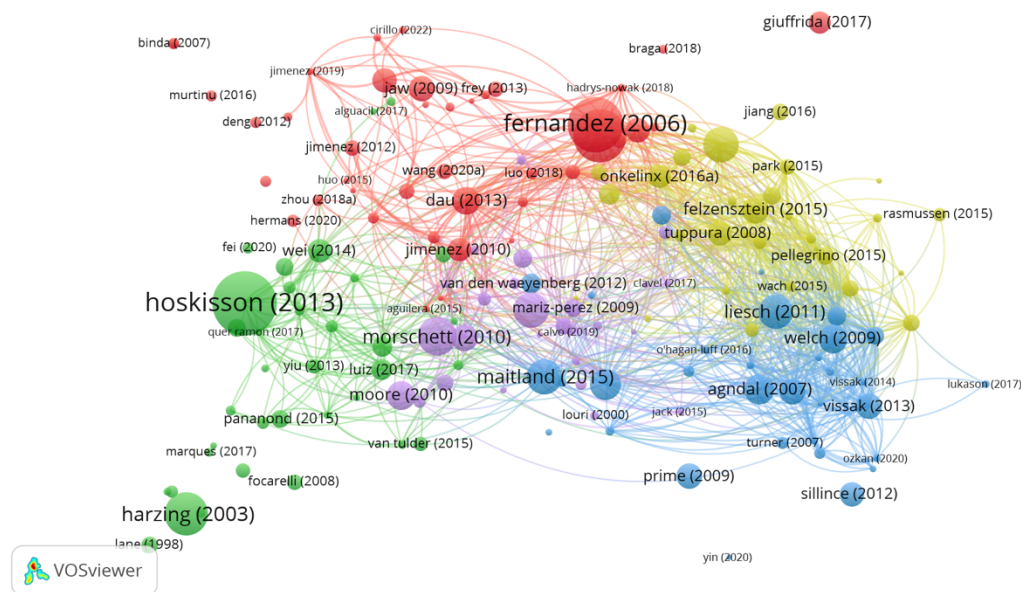 giuffrida (2017)
cirillo (2022)
binda (2007)
braga (2018)
jimenez (2019)
jaw (2009)
frey (2013)
hadrys-nowak (2018)
murtinu (2016)
alguacil (2017)
jiang (2016)
deng (2012)
fernandez (2006)
jimenez (2012)
park (2015)
wang (2020a)
luo (2018)
onkelinx (2016a)
huo (2015)
zhou (2018a)
dau (2013)
felzensztein (2015)
rasmussen (2015)
hermans (2020)
tuppura (2008)
fei (2020)
wei (2014)
jimenez (2010)
pellegrino (2015)
van den waeyenberg (2012)
clavel (2017)
wach (2015)
hoskisson (2013)
aguilera (2015)
mariz-perez (2009)
liesch (2011)
quer ramon (2017)
morschett (2010)
calvo (2019)
welch (2009)
o'hagan-luff (2016)
yiu (2013)
luiz (2017)
maitland (2015)
vissak (2014)
lukason (2017)
moore (2010)
agndal (2007)
vissak (2013)
pananond (2015)
louri (2000)
jack (2015)
marques (2017)
van tulder (2015)
turner (2007)
ozkan (2020)
focarelli (2008)
prime (2009)
sillince (2012)
harzing (2003)
lane (1998)
yin (2020)
VOSviewer